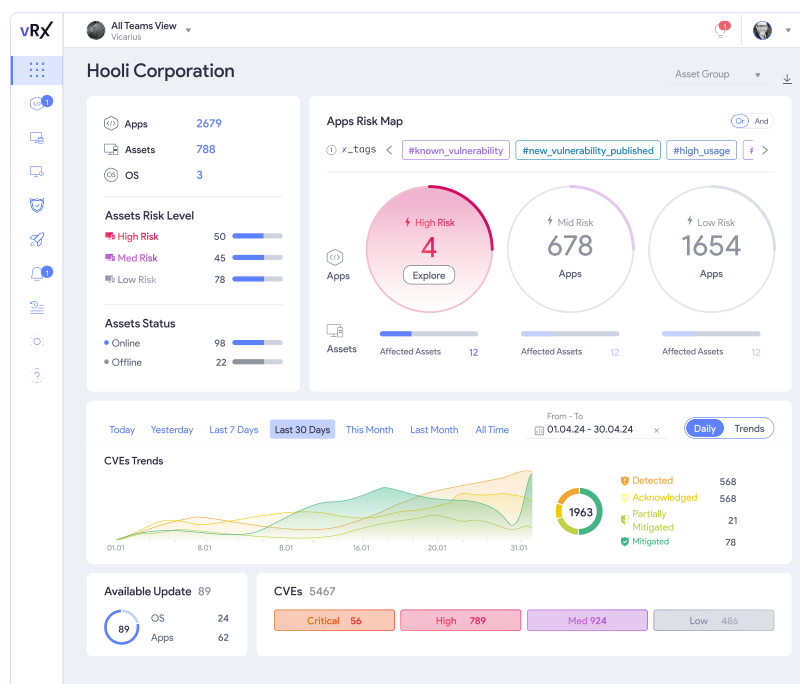 vRX
All Teams View
Vicarius
1
Hooli Corporation
Asset Group
1
1
Apps 2679
Assets 788
OS OS 3
Assets Risk Level
High Risk 50
Med Risk 45
Low Risk 78
Assets Status
Online 98
Offline 22
Apps Risk Map
Or And
x_tags #known_vulnerability #new_vulnerability_published #high_usage #
High Risk
4
Explore
Mid Risk
678
Apps
Low Risk
1654
Apps
Apps
Assets
Affected Assets 12
Affected Assets 12
Affected Assets 12
Today Yesterday Last 7 Days Last 30 Days This Month Last Month All Time
From - To
01.04.24 - 30.04.24 ×
Daily Trends
CVEs Trends
01.01 8.01 8.01 16.01 20.01 31.01
1963
Detected 568
Acknowledged 568
Partially
Mitigated 21
Mitigated 78
Available Update 89
89
OS 24
Apps 62
CVEs 5467
Critical 56
High 789
Med 924
Low 486